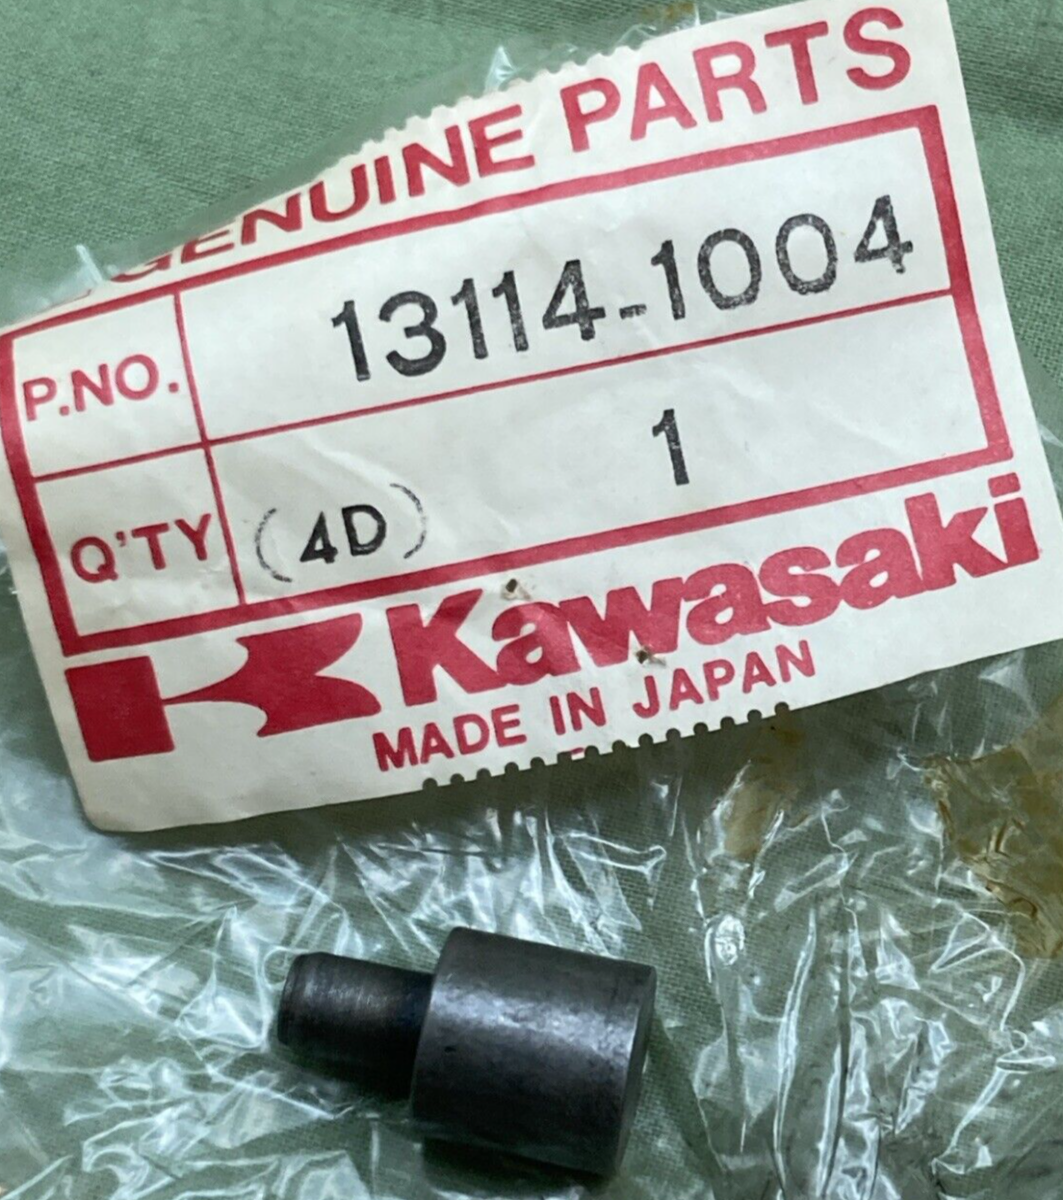 GENUINE PARTS
P.NO. 13114-1004
Q'TY (4D) 1
Kawasaki
MADE IN JAPAN